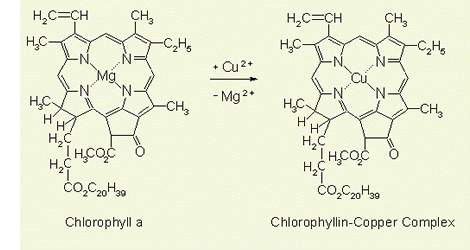 H₂C=CH
CH₃
H₃C
C₂H₅
N
N
Mg
N
N
H₃C
CH₃
H
H
H₂C
H₂C
H₃CO₂C
O
CO₂C₂₀H₃₉
Chlorophyll a
+ Cu²⁺
- Mg²⁺
H₂C=CH
CH₃
H₃C
C₂H₅
N
N
Cu
N
N
H₃C
CH₃
H
H
H₂C
H₂C
H₃CO₂C
O
CO₂C₂₀H₃₉
Chlorophyllin-Copper Complex